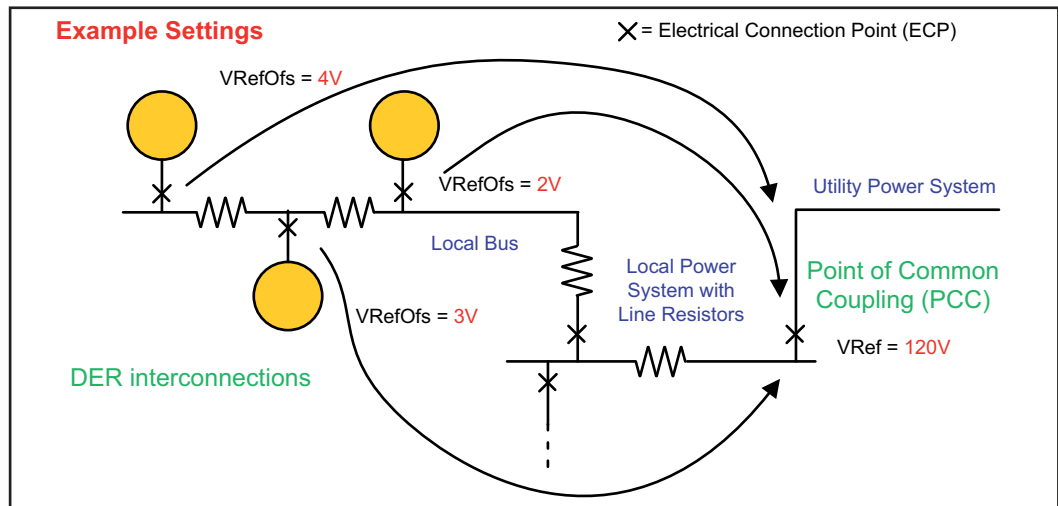 Example Settings
X = Electrical Connection Point (ECP)
VRefOfs = 4V
VRefOfs = 2V
Utility Power System
Local Bus
Local Power
System with
Line Resistors
Point of Common
Coupling (PCC)
VRefOfs = 3V
VRef = 120V
DER interconnections